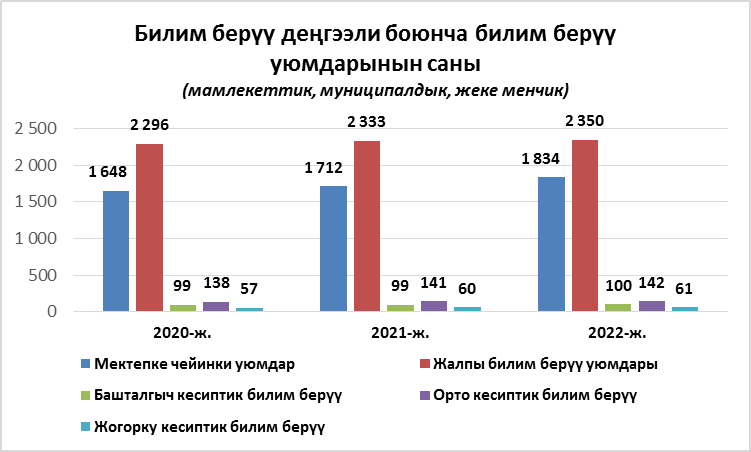 Билим берүү деңгээли боюнча билим берүү
уюмдарынын саны
(мамлекеттик, муниципалдык, жеке менчик)
2 500
2 000
1 500
1 000
500
0
1 648
2 296
99
138
57
1 712
2 333
99
141
60
1 834
2 350
100
142
61
2020-ж.
2021-ж.
2022-ж.
Мектепке чейинки уюмдар
Жалпы билим берүү уюмдары
Башталгыч кесиптик билим берүү
Орто кесиптик билим берүү
Жогорку кесиптик билим берүү